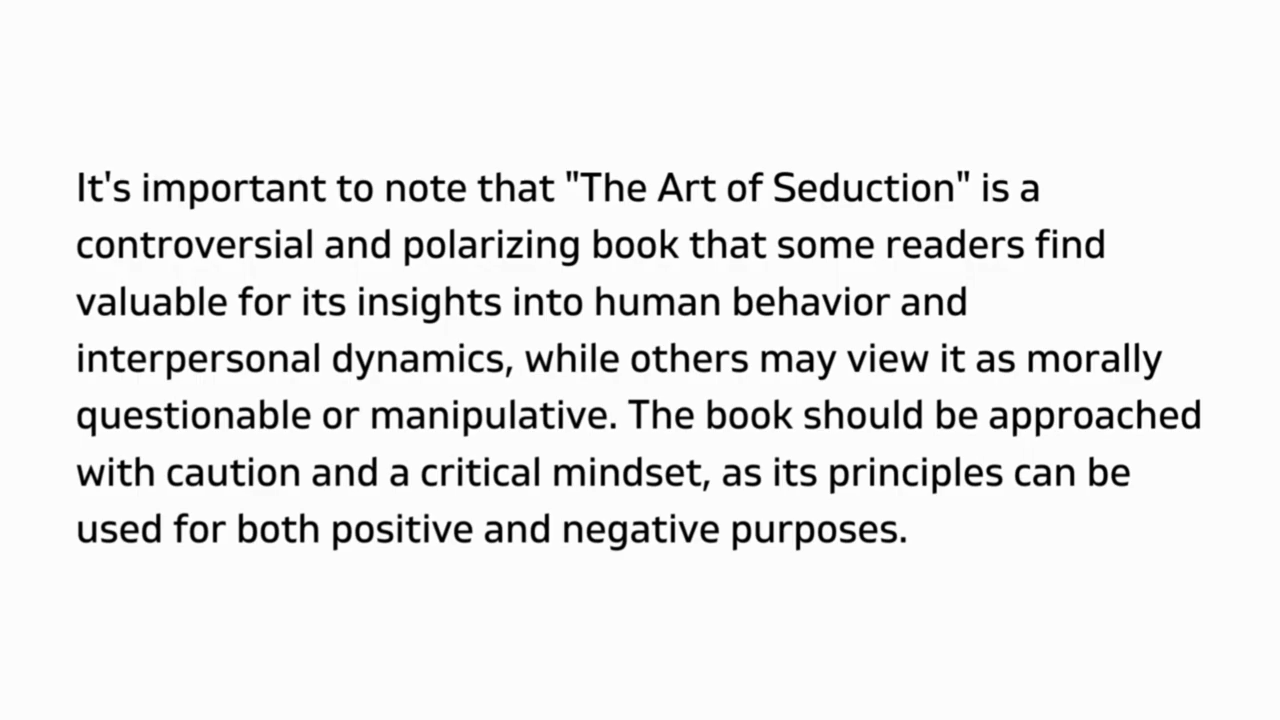 It's important to note that "The Art of Seduction" is a
controversial and polarizing book that some readers find
valuable for its insights into human behavior and
interpersonal dynamics, while others may view it as morally
questionable or manipulative. The book should be approached
with caution and a critical mindset, as its principles can be
used for both positive and negative purposes.